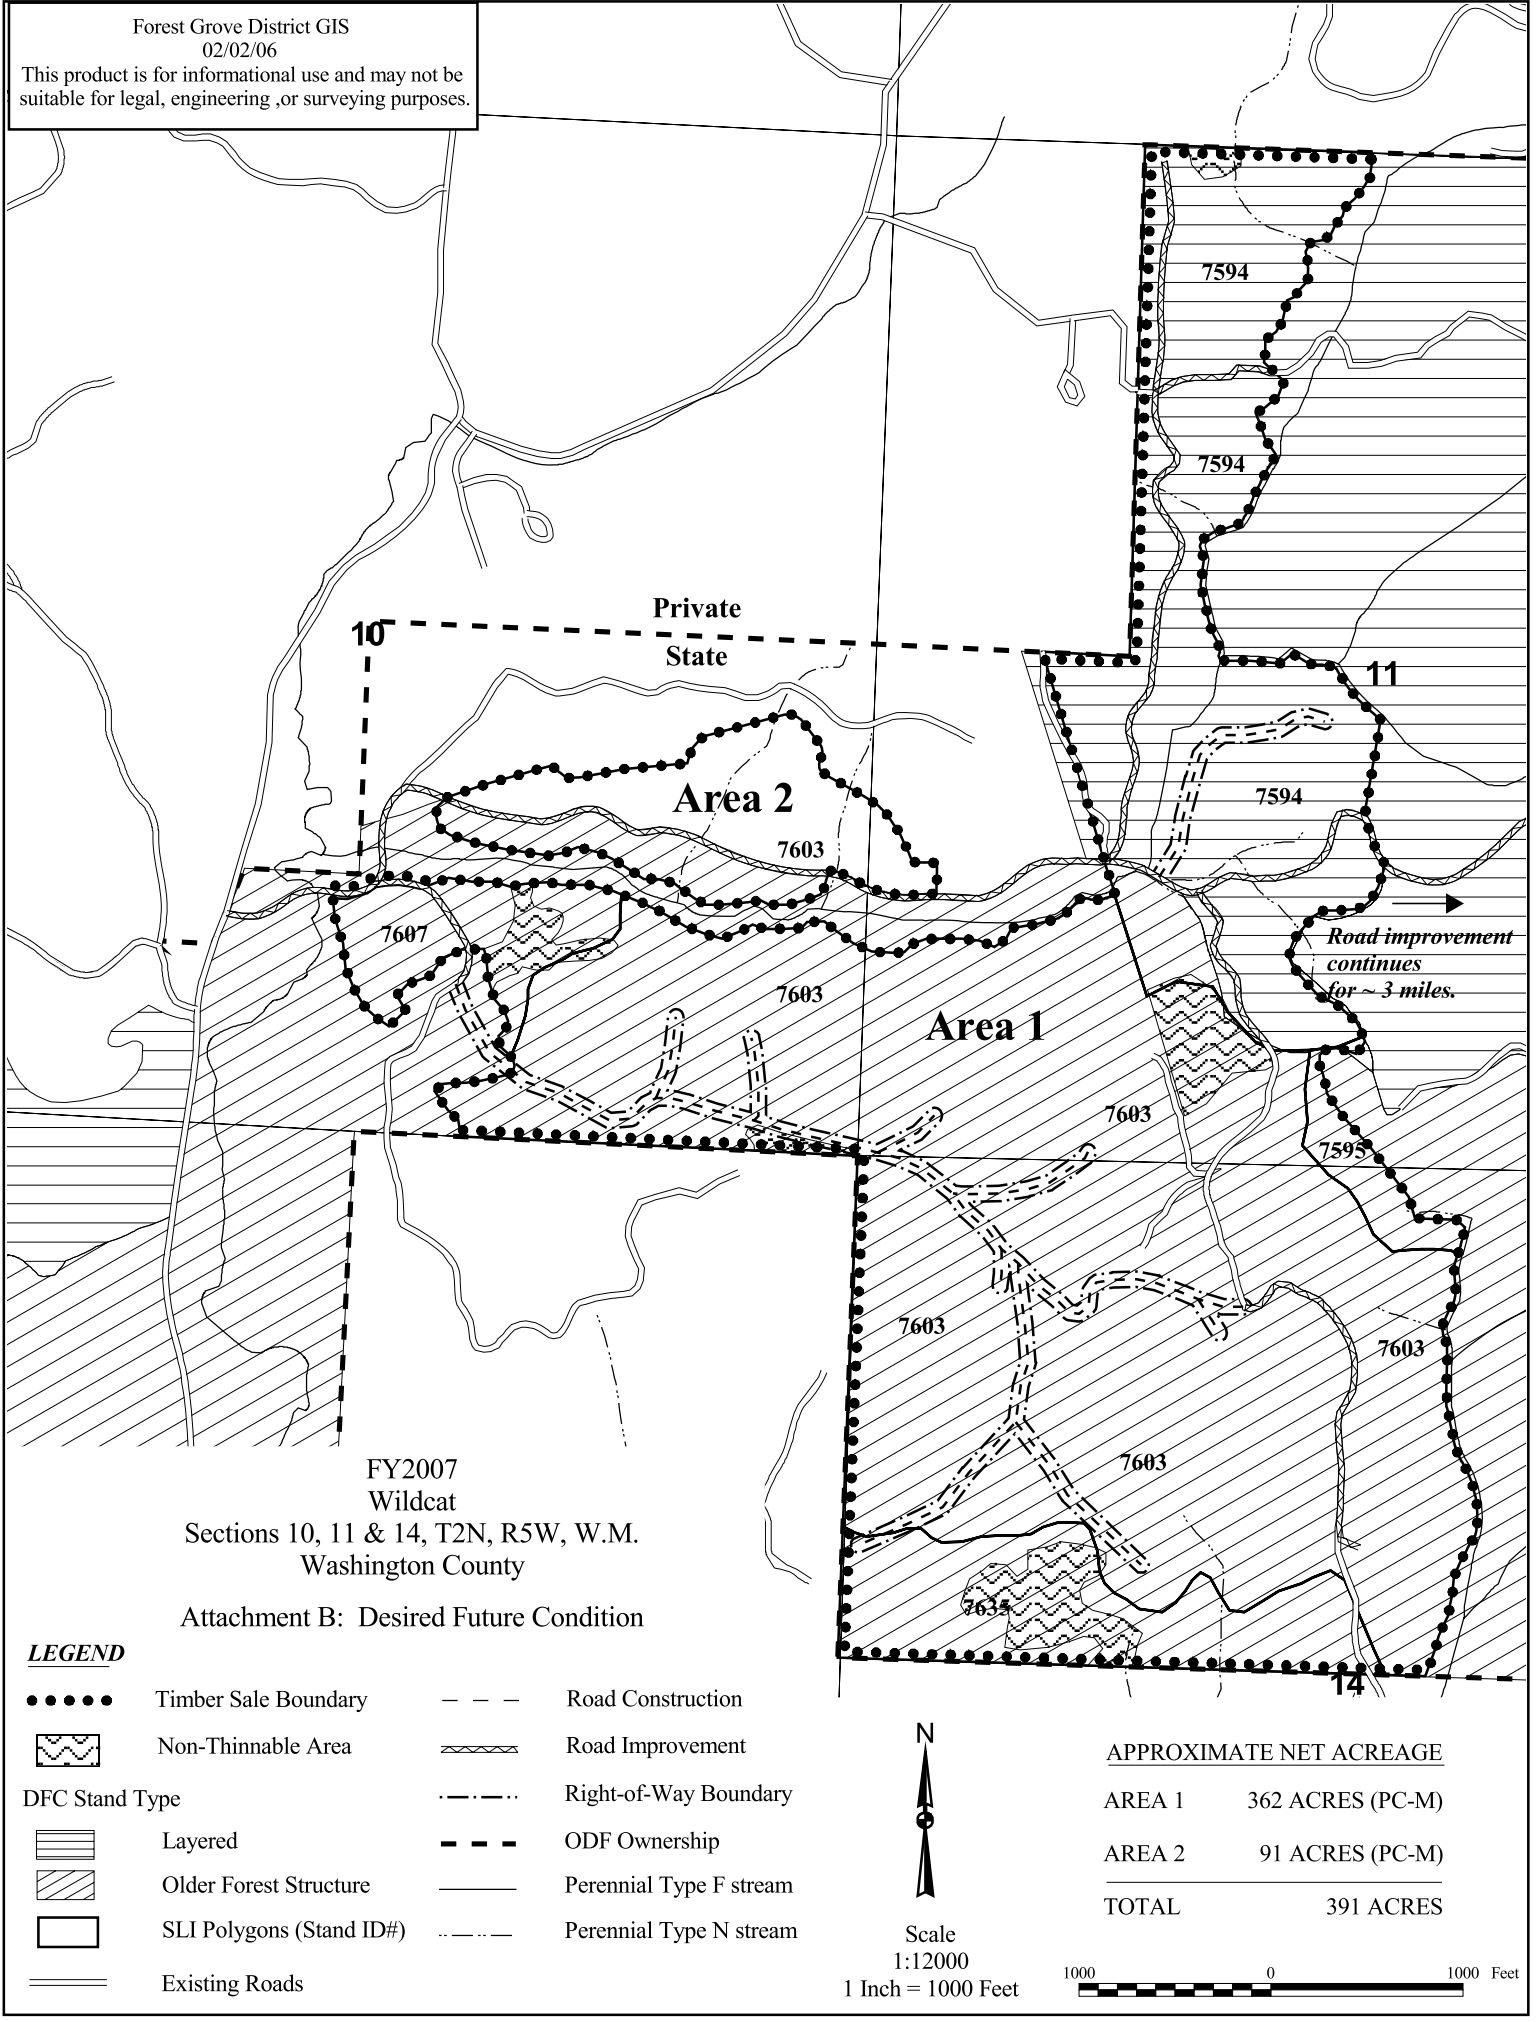 Forest Grove District GIS
02/02/06
This product is for informational use and may not be
suitable for legal, engineering ,or surveying purposes.
7594
7594
Private
10
State
11
7594
Area 2
7603
7607
Road improvement
continues
for ~ 3 miles.
7603
Area 1
7603
7595
7603
7603
7603
7635
14
FY2007
Wildcat
Sections 10, 11 & 14, T2N, R5W, W.M.
Washington County
Attachment B:  Desired Future Condition
LEGEND
Timber Sale Boundary
Non-Thinnable Area
DFC Stand Type
Layered
Older Forest Structure
SLI Polygons (Stand ID#)
Existing Roads
Road Construction
Road Improvement
Right-of-Way Boundary
ODF Ownership
Perennial Type F stream
Perennial Type N stream
N
Scale
1:12000
1 Inch = 1000 Feet
APPROXIMATE NET ACREAGE
AREA 1 362 ACRES (PC-M)
AREA 2 91 ACRES (PC-M)
TOTAL 391 ACRES
1000 0 1000 Feet